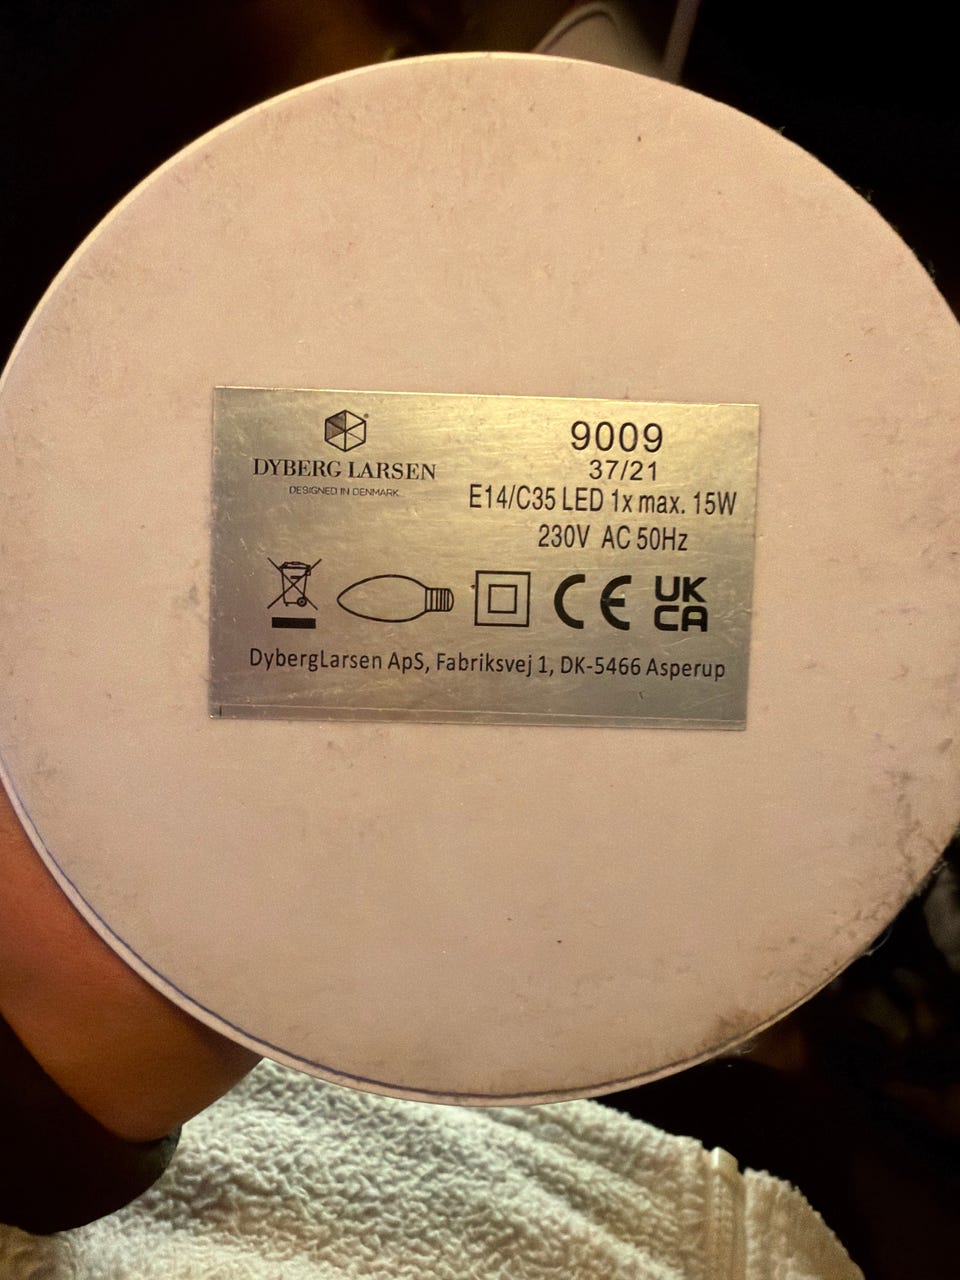 DYBERG LARSEN
DESIGNED IN DENMARK
9009
37/21
E14/C35 LED 1x max. 15W
230V AC 50Hz
CE
UK
CA
DybergLarsen ApS, Fabriksvej 1, DK-5466 Asperup